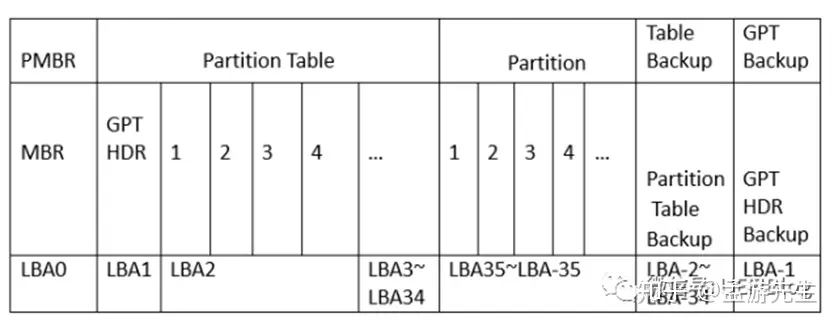 PMBR
Partition Table
Partition
Table
Backup
GPT
Backup
MBR
GPT
HDR
1
2
3
4
...
1
2
3
4
...
Partition
Table
Backup
GPT
HDR
Backup
LBA0
LBA1
LBA2
LBA3~
LBA34
LBA35~LBA-35
LBA-2~
LBA-34
LBA-1
知乎 @孟游先生